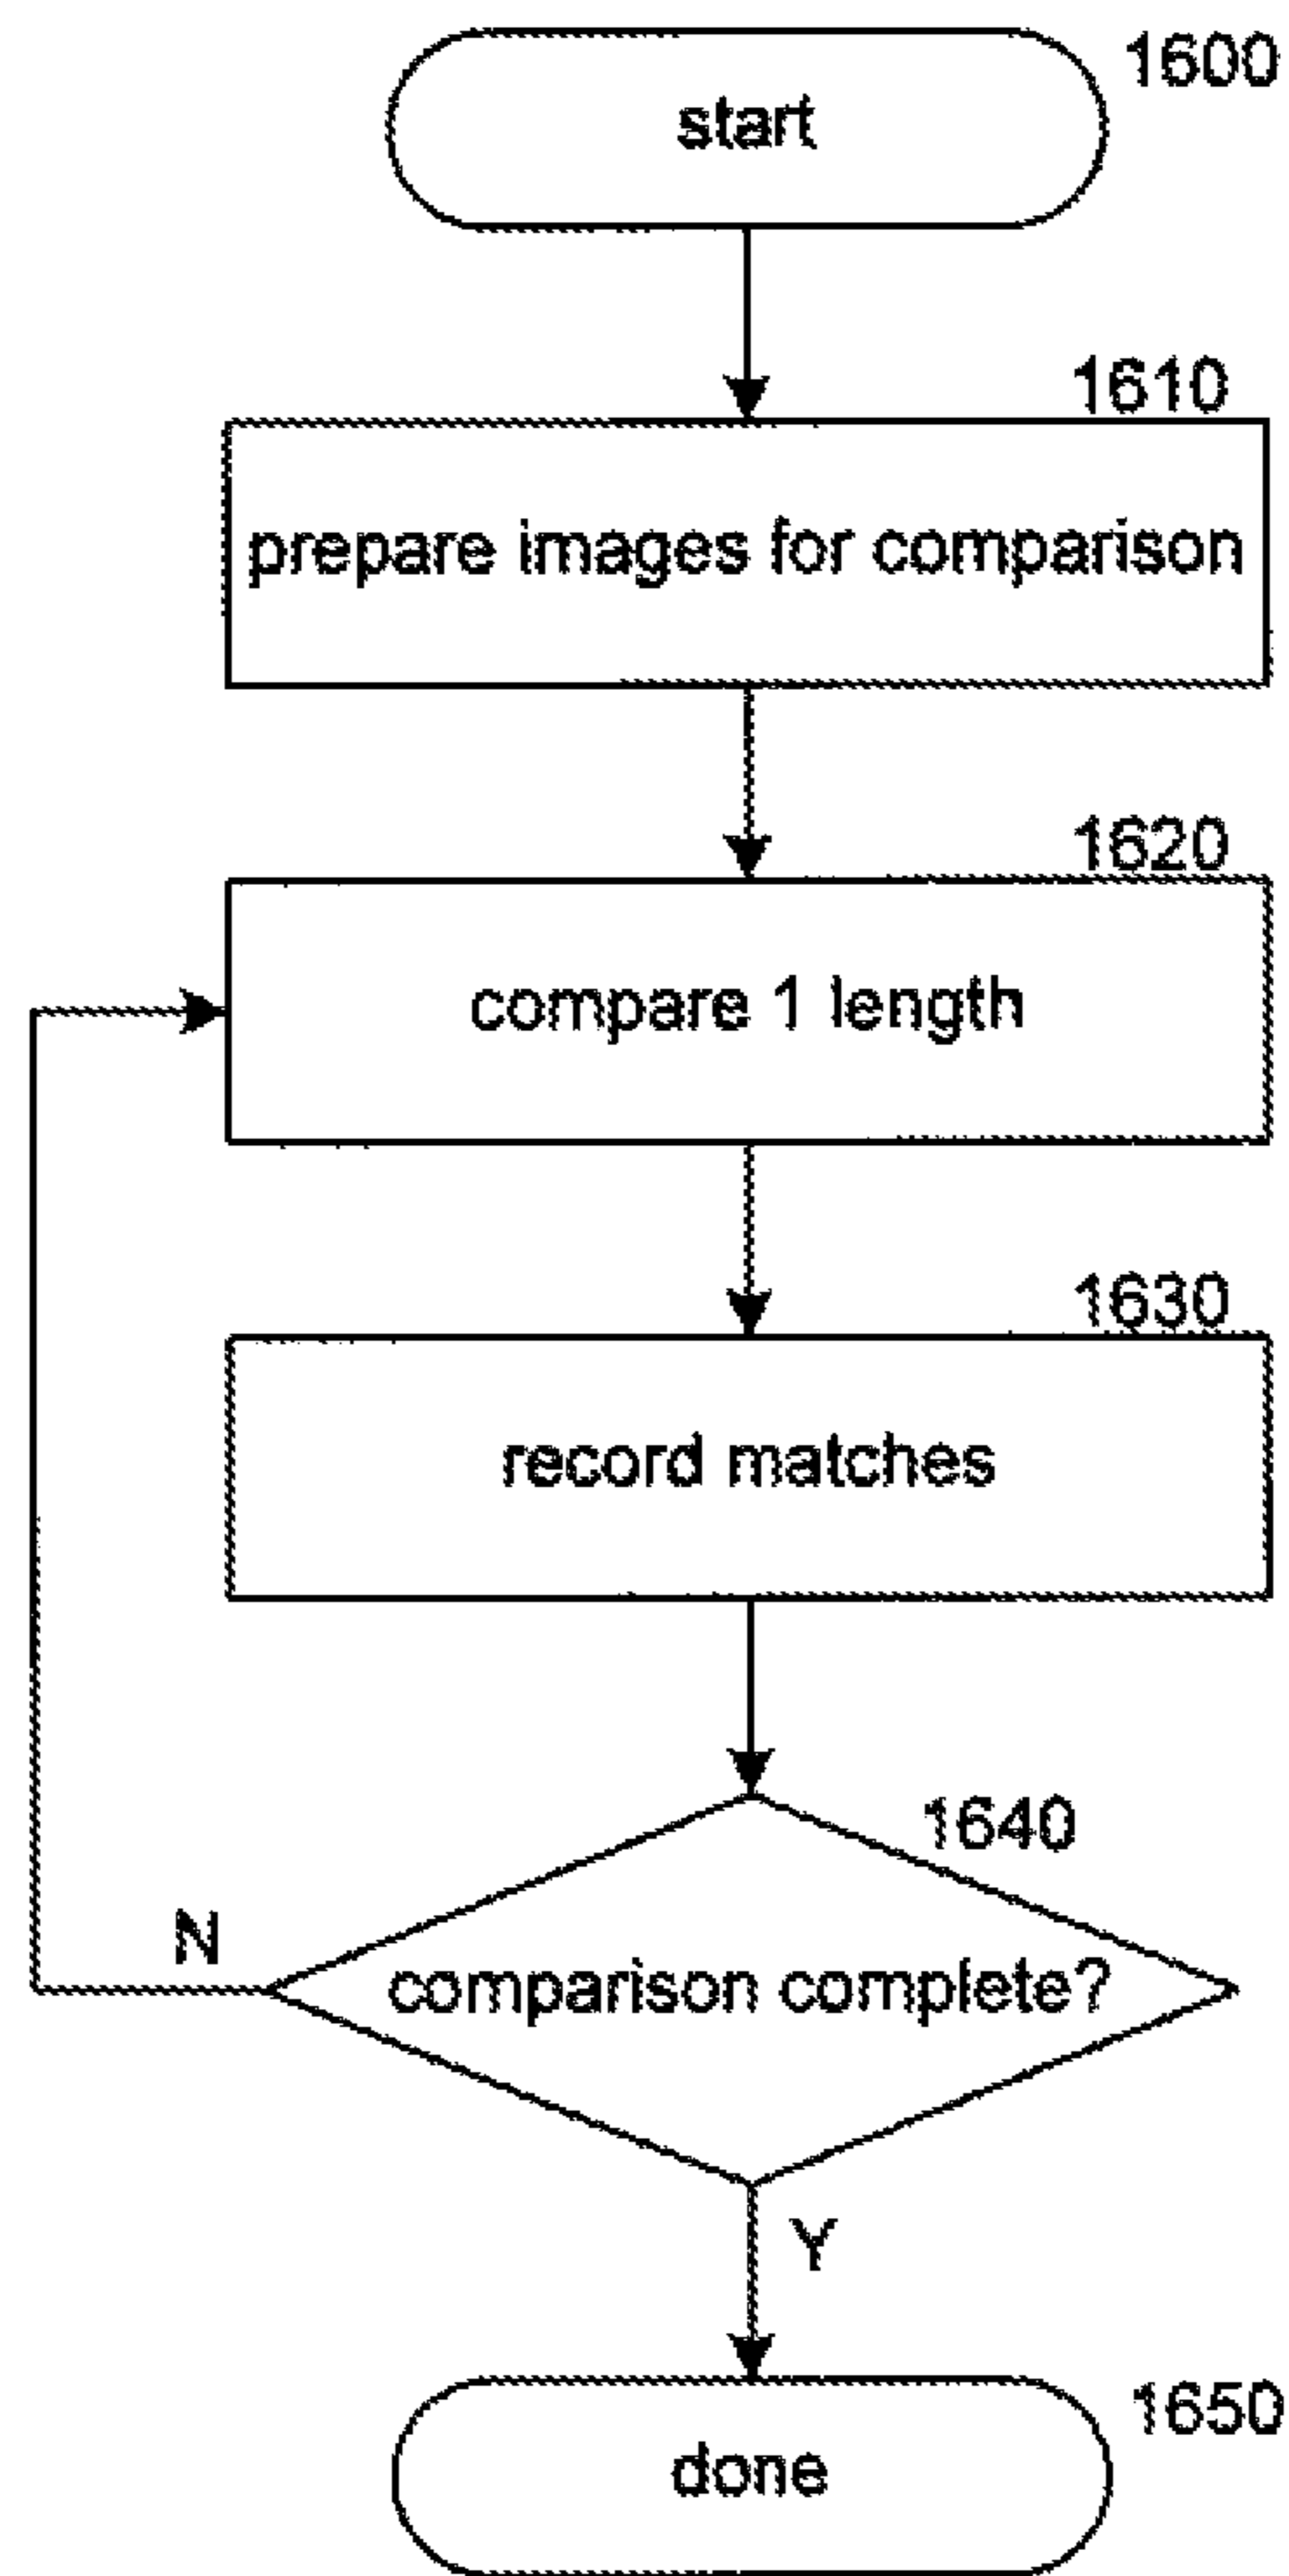 1600
start
1610
prepare images for comparison
1620
compare 1 length
1630
record matches
1640
N
comparison complete?
Y
1650
done